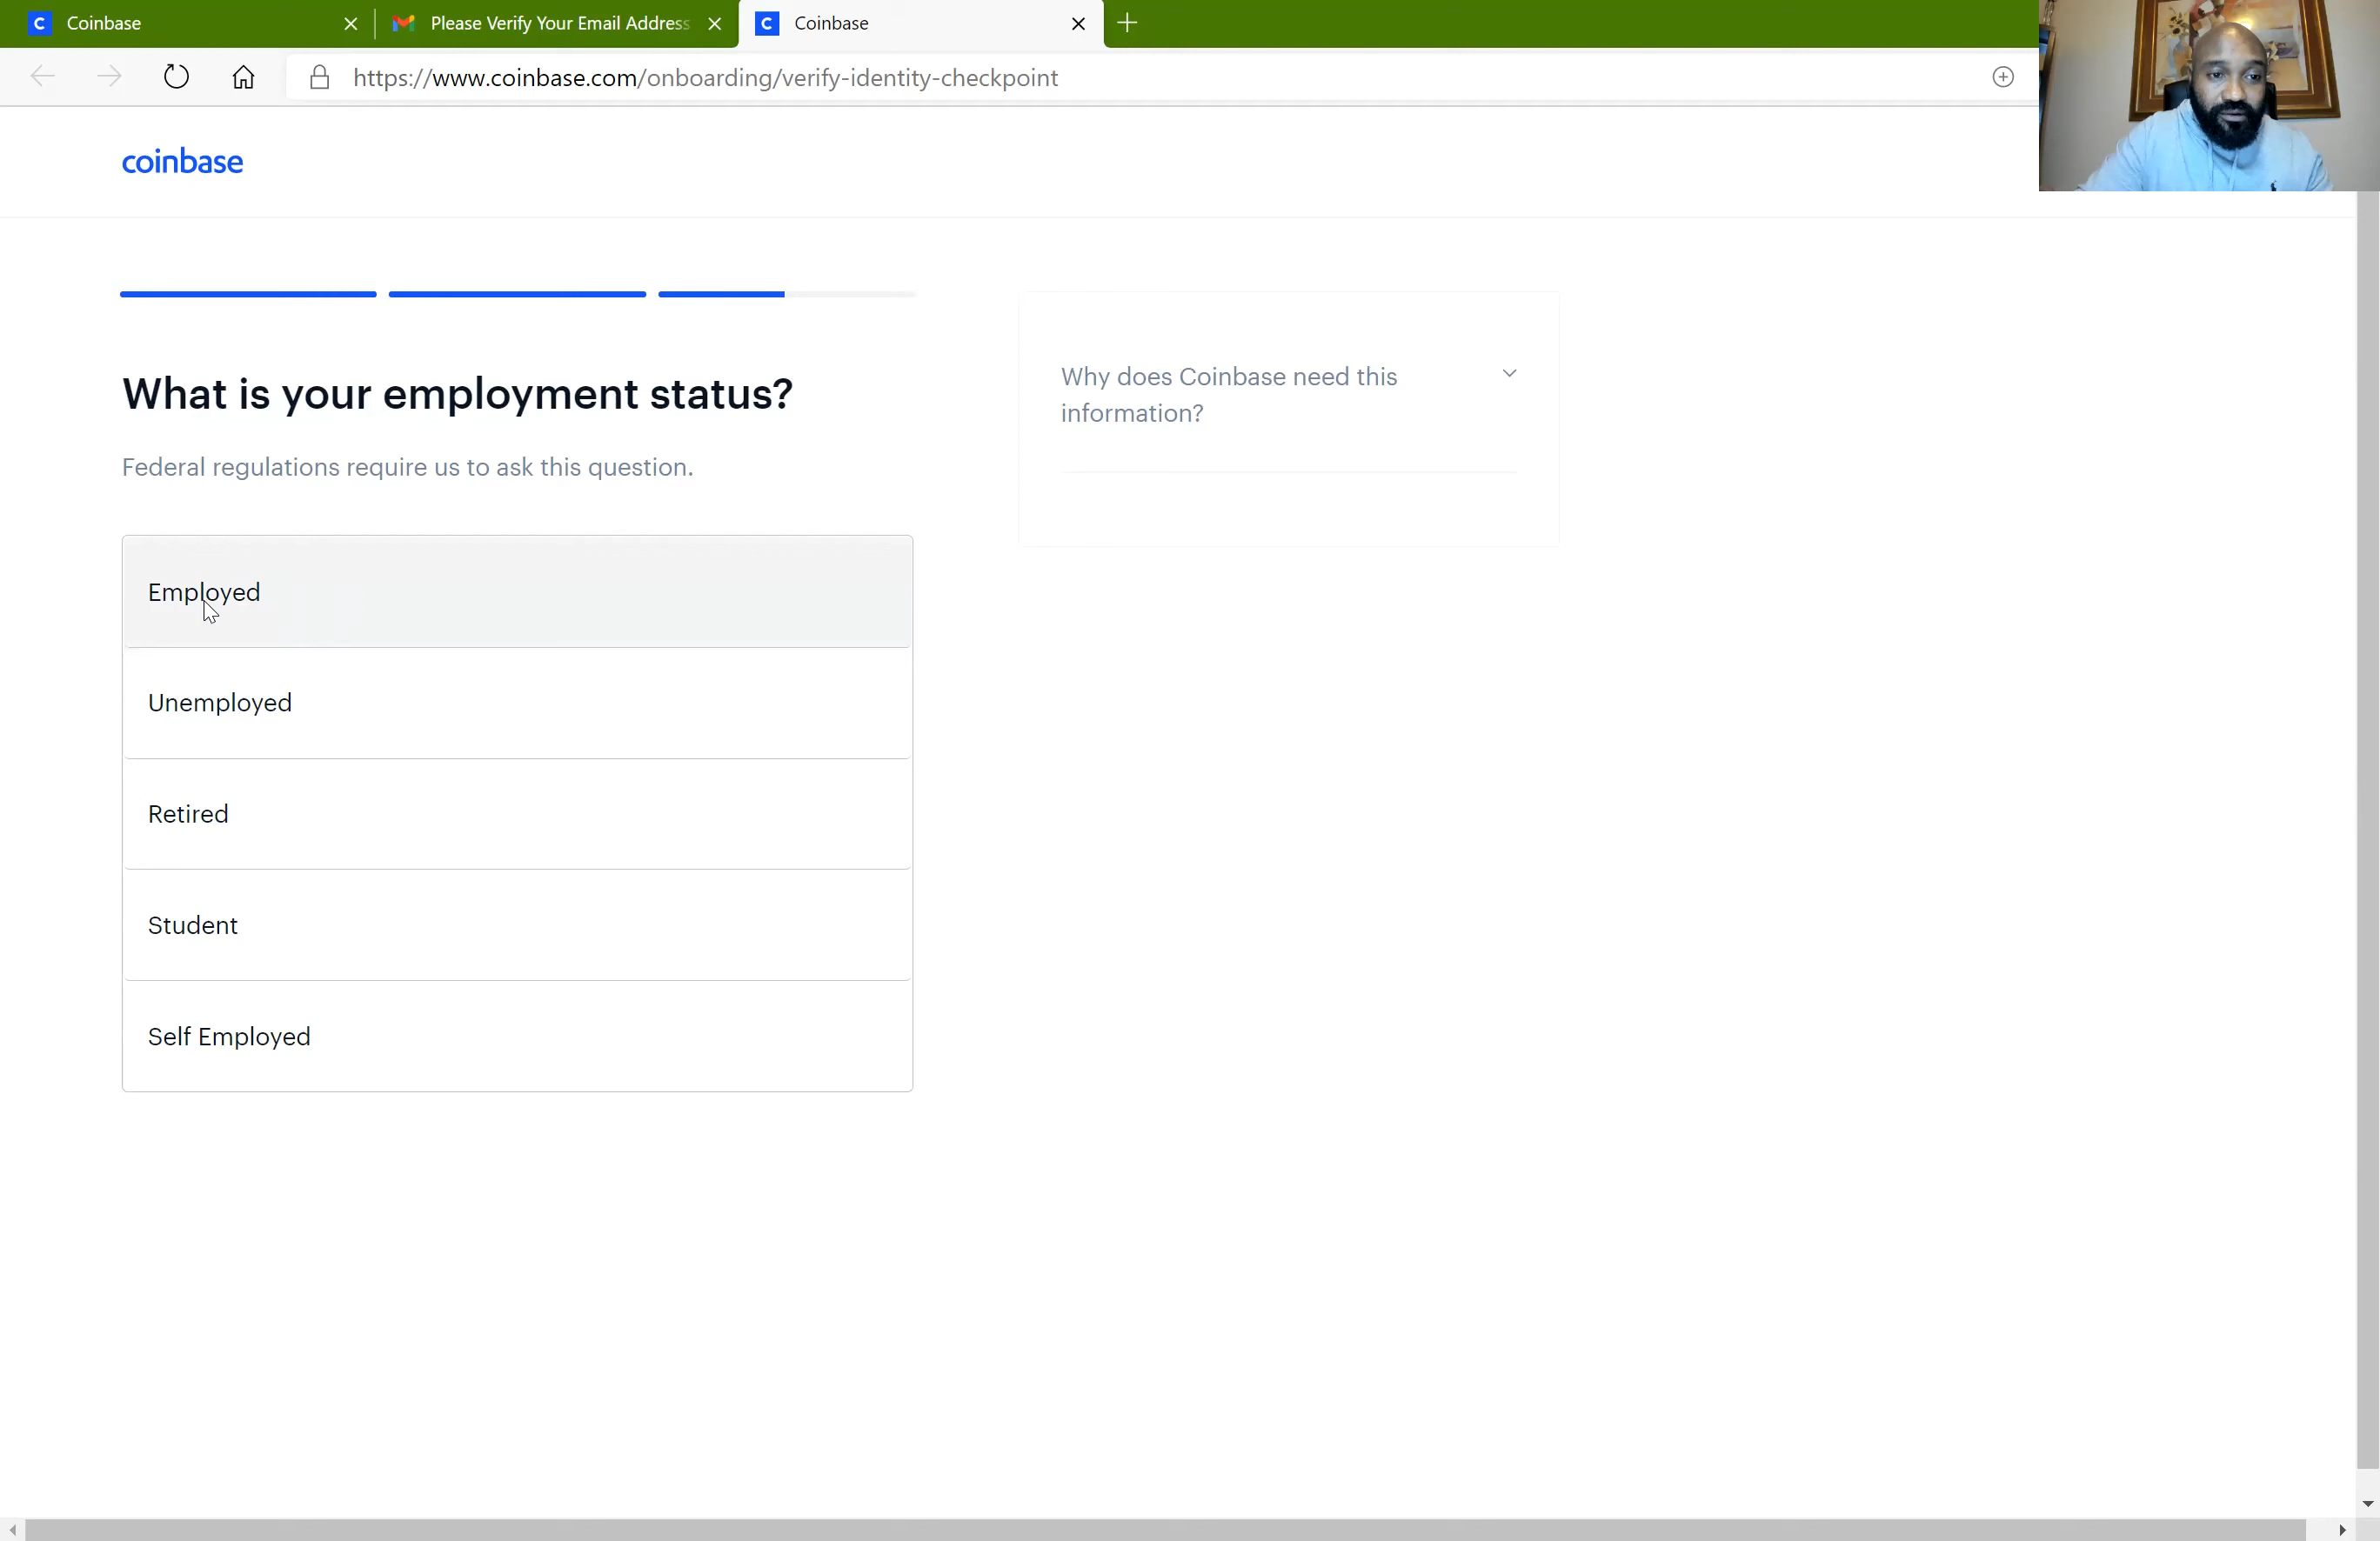 Coinbase
Please Verify Your Email Address
Coinbase
https://www.coinbase.com/onboarding/verify-identity-checkpoint
coinbase
What is your employment status?
Federal regulations require us to ask this question.
Employed
Unemployed
Retired
Student
Self Employed
Why does Coinbase need this
information?